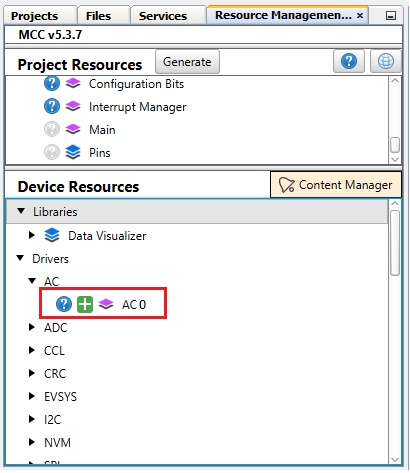 Projects Files Services Resource Managemen...
MCC v5.3.7
Project Resources Generate
Configuration Bits
Interrupt Manager
Main
Pins
Device Resources Content Manager
Libraries
Data Visualizer
Drivers
AC
AC0
ADC
CCL
CRC
EVSYS
I2C
NVM